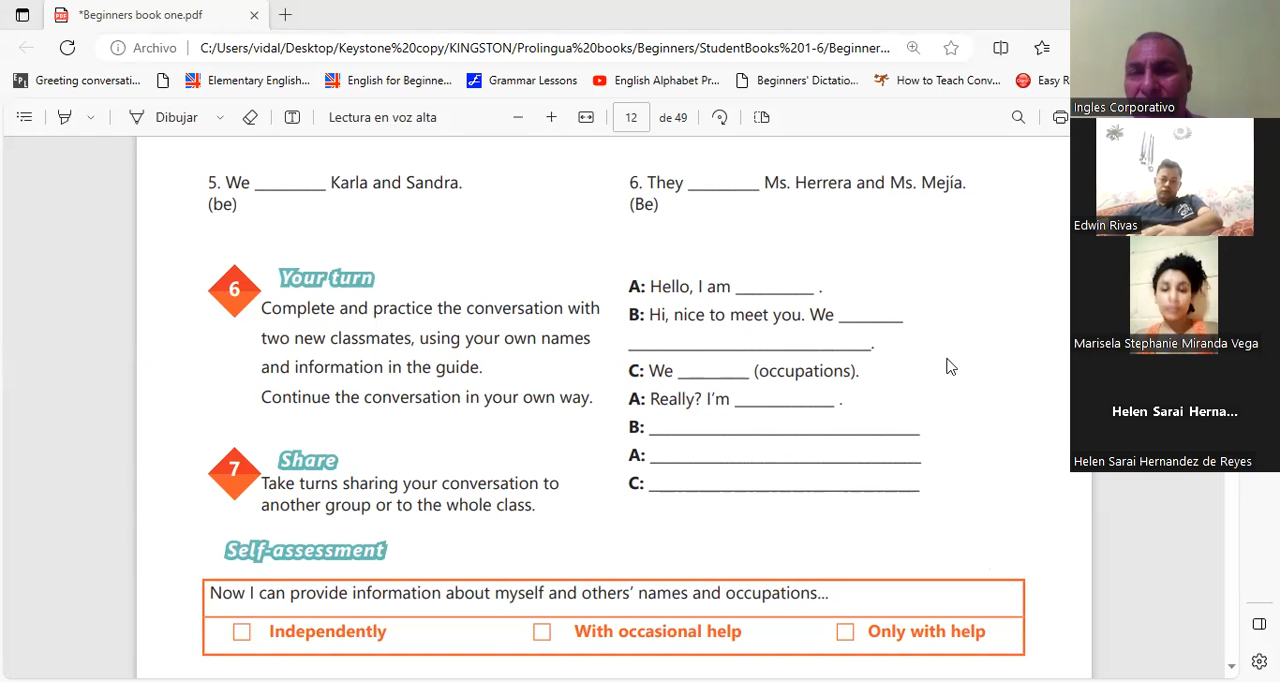 *Beginners book one.pdf
Archivo
C:/Users/vidal/Desktop/Keystone%20copy/KINGSTON/Prolingua%20books/Beginners/StudentBooks%201-6/Beginner...
Greeting conversati...
Elementary English...
English for Beginne...
Grammar Lessons
English Alphabet Pr...
Beginners' Dictatio...
How to Teach Conv...
Easy R
Dibujar
Lectura en voz alta
12
de 49
5. We ________ Karla and Sandra.
(be)
6. They ________ Ms. Herrera and Ms. Mejía.
(Be)
6
Your turn
Complete and practice the conversation with
two new classmates, using your own names
and information in the guide.
Continue the conversation in your own way.
A: Hello, I am _________ .
B: Hi, nice to meet you. We _______
___________________________.
C: We ________ (occupations).
A: Really? I'm ___________ .
B: ______________________________
A: ______________________________
C: ______________________________
7
Share
Take turns sharing your conversation to
another group or to the whole class.
Self-assessment
Now I can provide information about myself and others' names and occupations...
Independently
With occasional help
Only with help
Ingles Corporativo
Edwin Rivas
Marisela Stephanie Miranda Vega
Helen Sarai Herna...
Helen Sarai Hernandez de Reyes